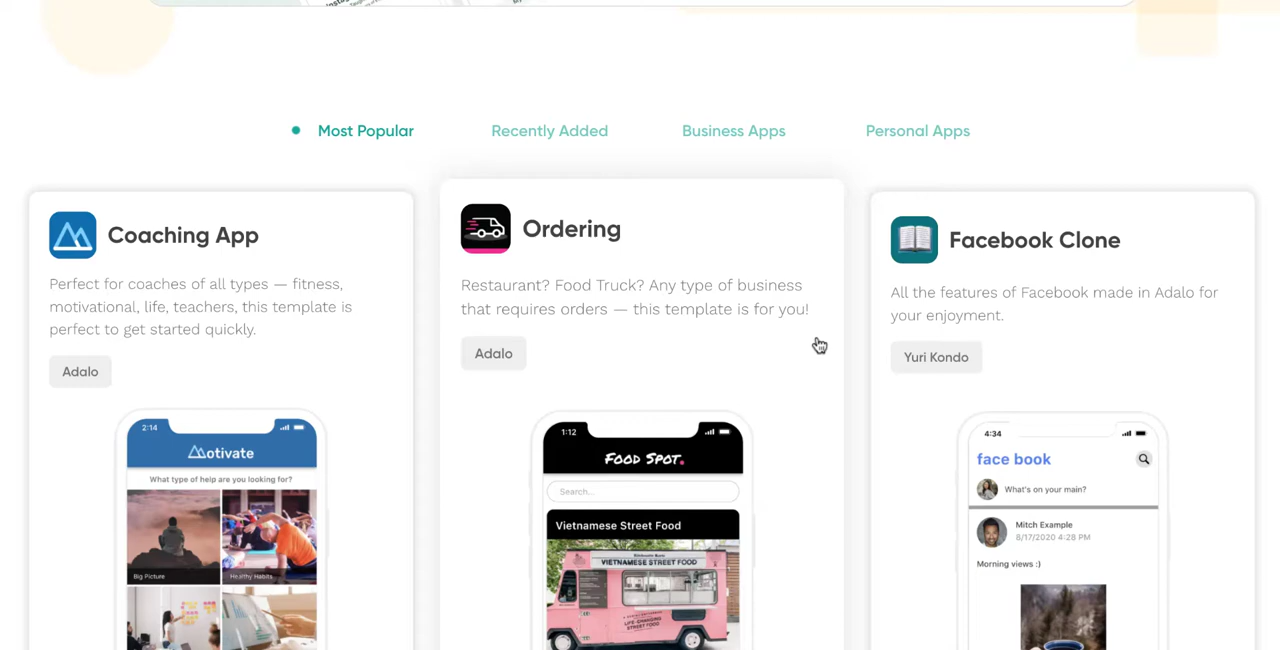 Most Popular
Recently Added
Business Apps
Personal Apps
Coaching App
Perfect for coaches of all types — fitness,
motivational, life, teachers, this template is
perfect to get started quickly.
Adalo
2:14
Motivate
What type of help are you looking for?
Big Picture
Healthy Habits
Ordering
Restaurant? Food Truck? Any type of business
that requires orders — this template is for you!
Adalo
1:12
FOOD SPOT.
Search...
Vietnamese Street Food
VIETNAMESE STREET FOOD
LIFE-CHANGING
STREET FOOD
Facebook Clone
All the features of Facebook made in Adalo for
your enjoyment.
Yuri Kondo
4:34
face book
What's on your main?
Mitch Example
8/17/2020 4:28 PM
Morning views :)